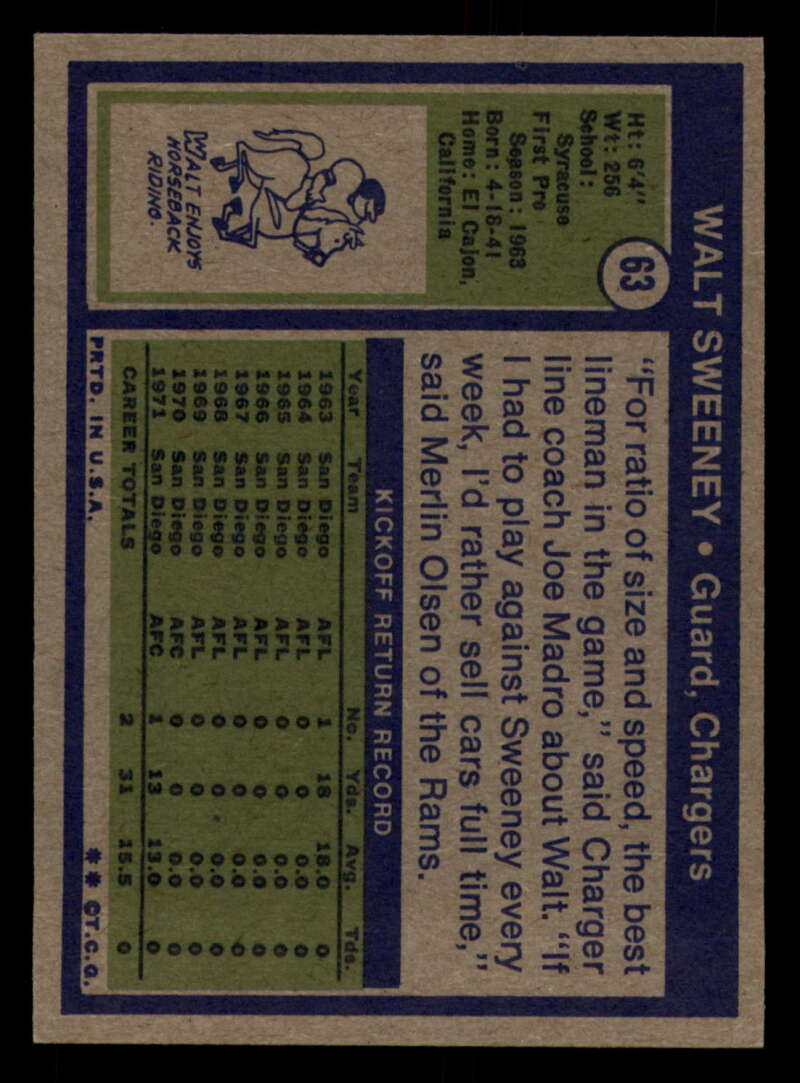 WALT SWEENEY • Guard, Chargers
63
Ht: 6'4"
Wt: 256
School:
Syracuse
First Pro
Season: 1963
Born: 4-18-41
Home: El Cajon,
California
WALT ENJOYS
HORSEBACK
RIDING.
"For ratio of size and speed, the best
lineman in the game," said Charger
line coach Joe Madro about Walt. "If
I had to play against Sweeney every
week, I'd rather sell cars full time,"
said Merlin Olsen of the Rams.
KICKOFF RETURN RECORD
Year Team No. Yds. Avg. Tds.
1963 San Diego AFL 1 18 18.0 0
1964 San Diego AFL 0 0 0.0 0
1965 San Diego AFL 0 0 0.0 0
1966 San Diego AFL 0 0 0.0 0
1967 San Diego AFL 0 0 0.0 0
1968 San Diego AFL 0 0 0.0 0
1969 San Diego AFL 0 0 0.0 0
1970 San Diego AFC 0 0 0.0 0
1971 San Diego AFC 1 13 13.0 0
CAREER TOTALS 2 31 15.5 0
PRTD. IN U.S.A. ** ©T.C.G.